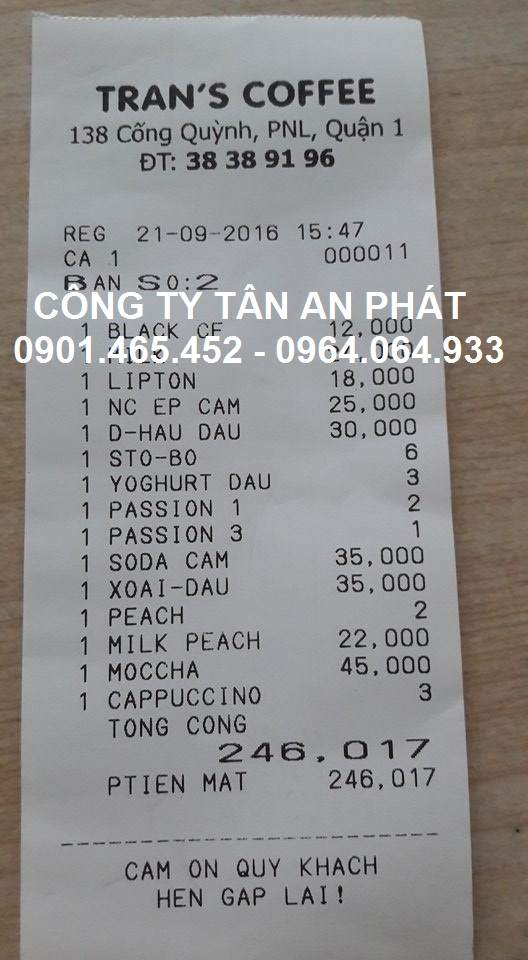 TRAN'S COFFEE
138 Cống Quỳnh, PNL, Quận 1
ĐT: 38 38 91 96
REG 21-09-2016 15:47
CA 1 000011
BAN SO:2
CÔNG TY TÂN AN PHÁT
1 BLACK CF 12,000
0901.465.452 - 0964.064.933
1 LIPTON 18,000
1 NC EP CAM 25,000
1 D-HAU DAU 30,000
1 STO-BO 6
1 YOGHURT DAU 3
1 PASSION 1 2
1 PASSION 3 1
1 SODA CAM 35,000
1 XOAI-DAU 35,000
1 PEACH 2
1 MILK PEACH 22,000
1 MOCCHA 45,000
1 CAPPUCCINO 3
TONG CONG
246.017
PTIEN MAT 246,017
CAM ON QUY KHACH
HEN GAP LAI!